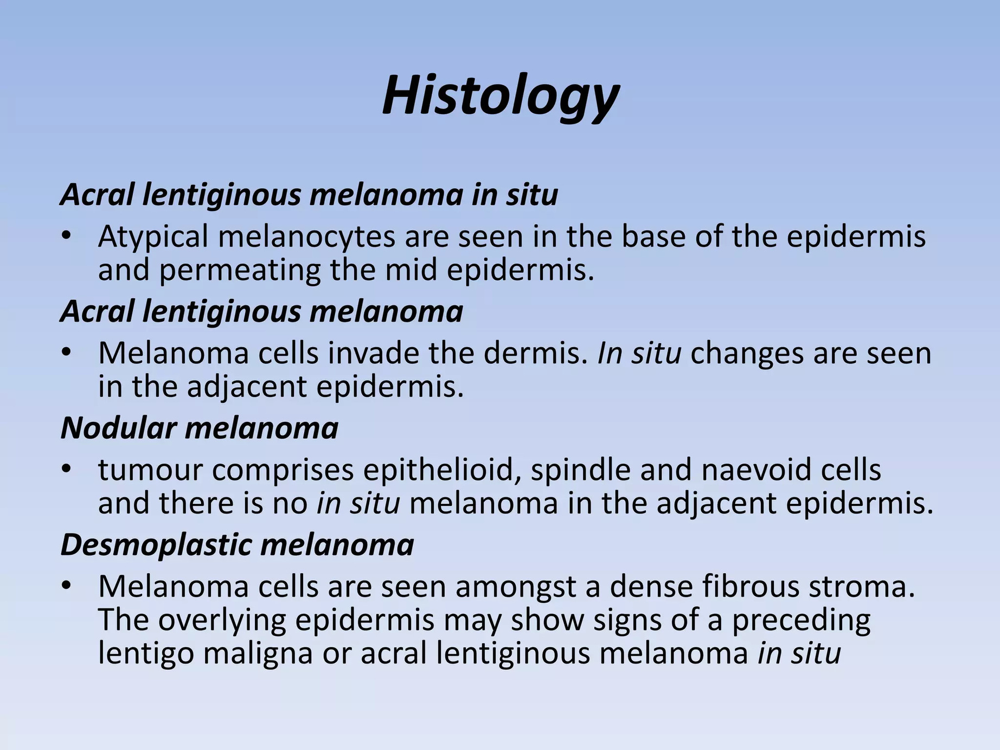 Histology
Acral lentiginous melanoma in situ
• Atypical melanocytes are seen in the base of the epidermis
and permeating the mid epidermis.
Acral lentiginous melanoma
• Melanoma cells invade the dermis. In situ changes are seen
in the adjacent epidermis.
Nodular melanoma
• tumour comprises epithelioid, spindle and naevoid cells
and there is no in situ melanoma in the adjacent epidermis.
Desmoplastic melanoma
• Melanoma cells are seen amongst a dense fibrous stroma.
The overlying epidermis may show signs of a preceding
lentigo maligna or acral lentiginous melanoma in situ